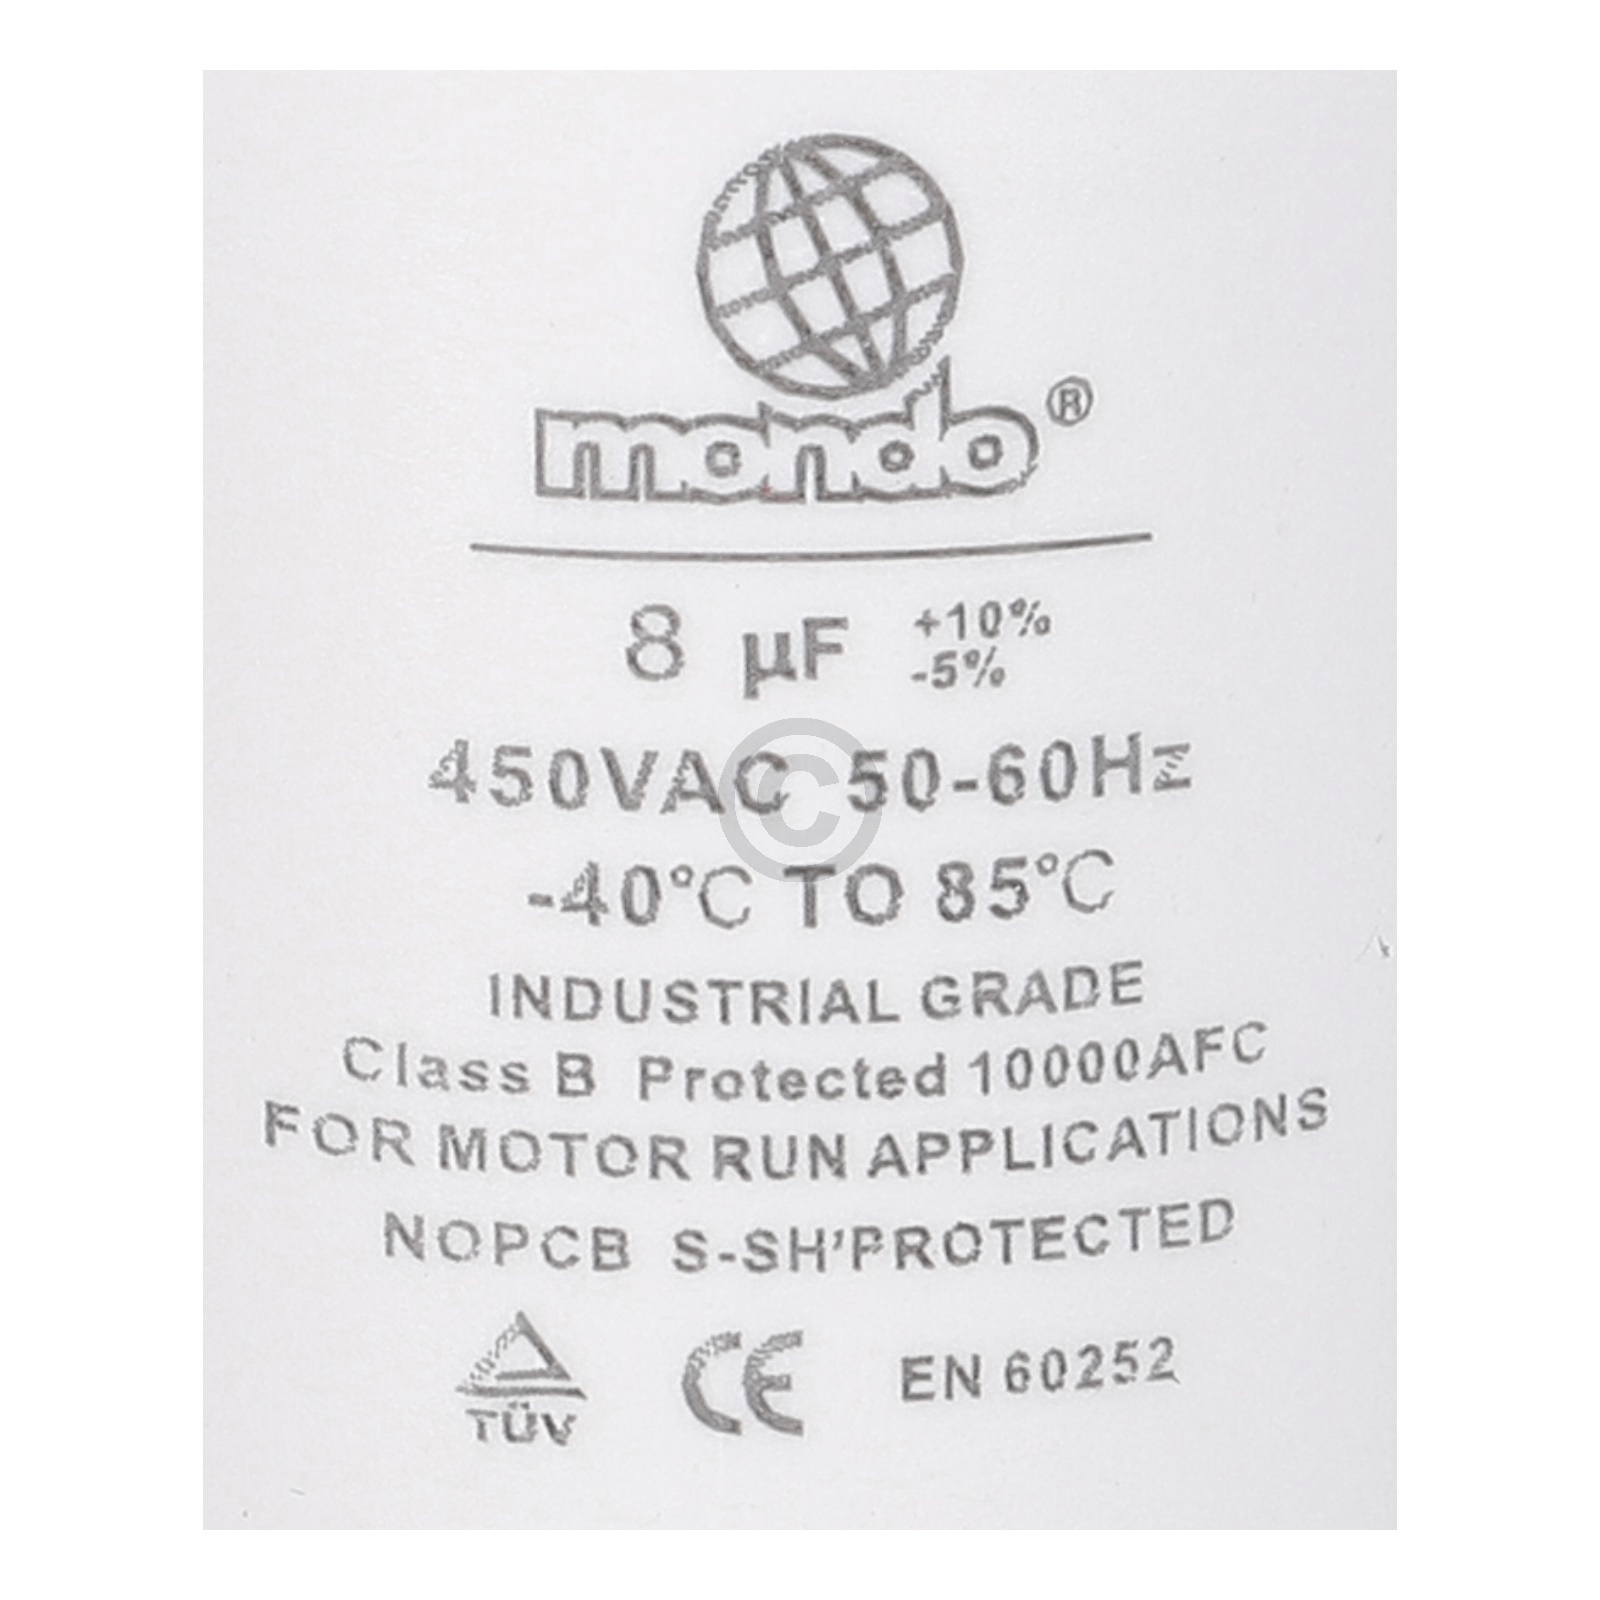 mondo®
8 µF +10% -5%
450VAC 50-60Hz
-40°C TO 85°C
INDUSTRIAL GRADE
Class B Protected 10000AFC
FOR MOTOR RUN APPLICATIONS
NOPCB S-SH'PROTECTED
TÜV CE EN 60252
©